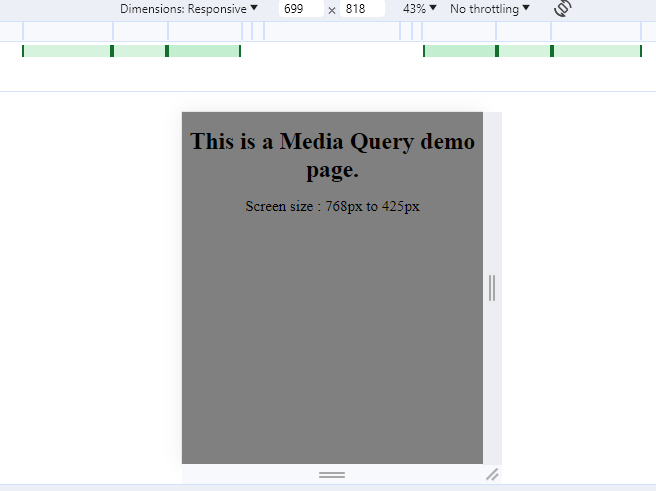 Dimensions: Responsive 699 × 818 43% No throttling
This is a Media Query demo
page.
Screen size : 768px to 425px